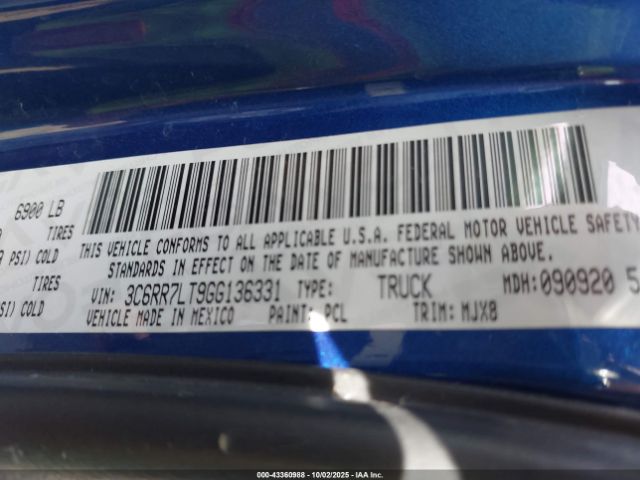 6900 LB
TIRES
PSI) COLD
TIRES
PSI) COLD
THIS VEHICLE CONFORMS TO ALL APPLICABLE U.S.A. FEDERAL MOTOR VEHICLE SAFETY
STANDARDS IN EFFECT ON THE DATE OF MANUFACTURE SHOWN ABOVE.
VIN: 3C6RR7LT9GG136331 TYPE: TRUCK MDH:090920 5
VEHICLE MADE IN MEXICO PAINT: PCL TRIM: MJX8
50-43360988 - 10/02/2025 - IAA Inc.